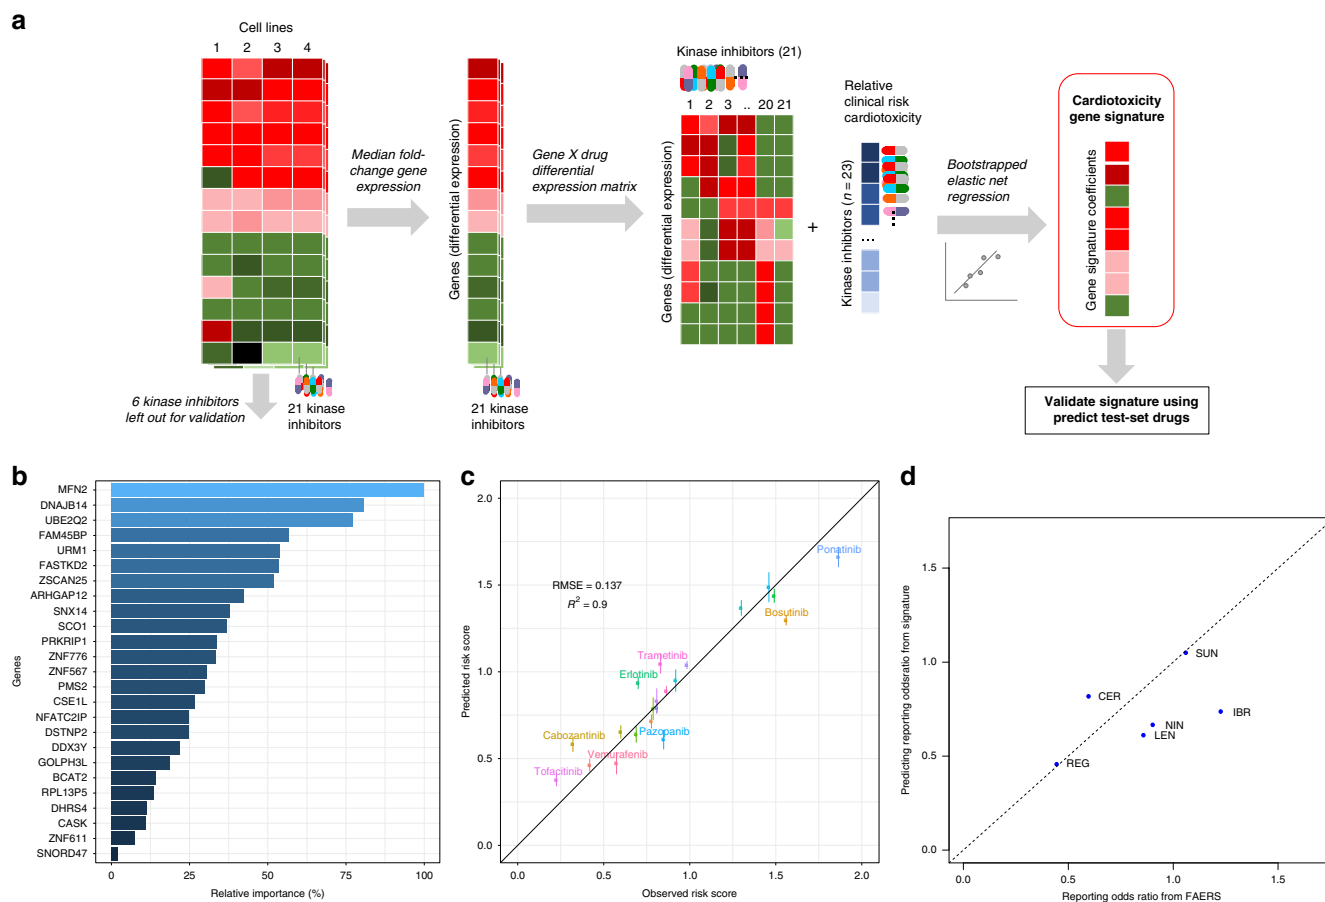 a
Cell lines
1 2 3 4
6 kinase inhibitors
left out for validation
21 kinase
inhibitors
Median fold-
change gene
expression
Genes (differential expression)
21 kinase
inhibitors
Gene X drug
differential
expression matrix
Kinase inhibitors (21)
1 2 3 .. 20 21
Genes (differential expression)
+
Relative
clinical risk
cardiotoxicity
Kinase inhibitors (n = 23)
Bootstrapped
elastic net
regression
Cardiotoxicity
gene signature
Gene signature coefficients
Validate signature using
predict test-set drugs
b
Genes
MFN2
DNAJB14
UBE2Q2
FAM45BP
URM1
FASTKD2
ZSCAN25
ARHGAP12
SNX14
SCO1
PRKRIP1
ZNF776
ZNF567
PMS2
CSE1L
NFATC2IP
DSTNP2
DDX3Y
GOLPH3L
BCAT2
RPL13P5
DHRS4
CASK
ZNF611
SNORD47
0 25 50 75 100
Relative importance (%)
c
Predicted risk score
2.0
1.5
1.0
0.5
0.0
RMSE = 0.137
R² = 0.9
Ponatinib
Bosutinib
Trametinib
Erlotinib
Pazopanib
Cabozantinib
Vemurafenib
Tofacitinib
0.0 0.5 1.0 1.5 2.0
Observed risk score
d
Predicting reporting oddsratio from signature
1.5
1.0
0.5
0.0
SUN
CER
IBR
NIN
LEN
REG
0.0 0.5 1.0 1.5
Reporting odds ratio from FAERS